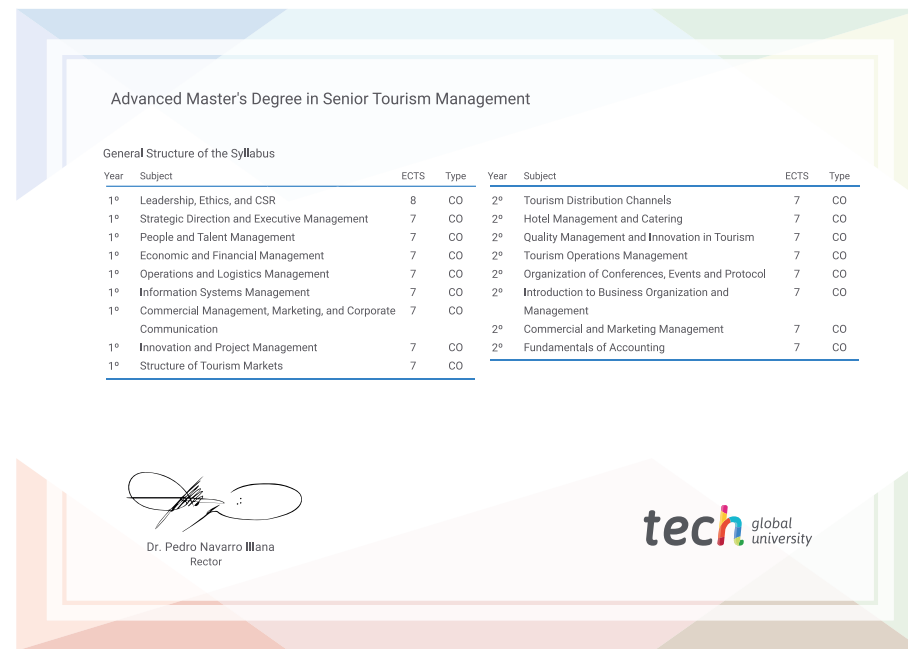 Advanced Master's Degree in Senior Tourism Management
General Structure of the Syllabus
Year Subject ECTS Type
1º Leadership, Ethics, and CSR 8 CO
1º Strategic Direction and Executive Management 7 CO
1º People and Talent Management 7 CO
1º Economic and Financial Management 7 CO
1º Operations and Logistics Management 7 CO
1º Information Systems Management 7 CO
1º Commercial Management, Marketing, and Corporate 7 CO
Communication
1º Innovation and Project Management 7 CO
1º Structure of Tourism Markets 7 CO
Year Subject ECTS Type
2º Tourism Distribution Channels 7 CO
2º Hotel Management and Catering 7 CO
2º Quality Management and Innovation in Tourism 7 CO
2º Tourism Operations Management 7 CO
2º Organization of Conferences, Events and Protocol 7 CO
2º Introduction to Business Organization and 7 CO
Management
2º Commercial and Marketing Management 7 CO
2º Fundamentals of Accounting 7 CO
Dr. Pedro Navarro Illana
Rector
tech global
university